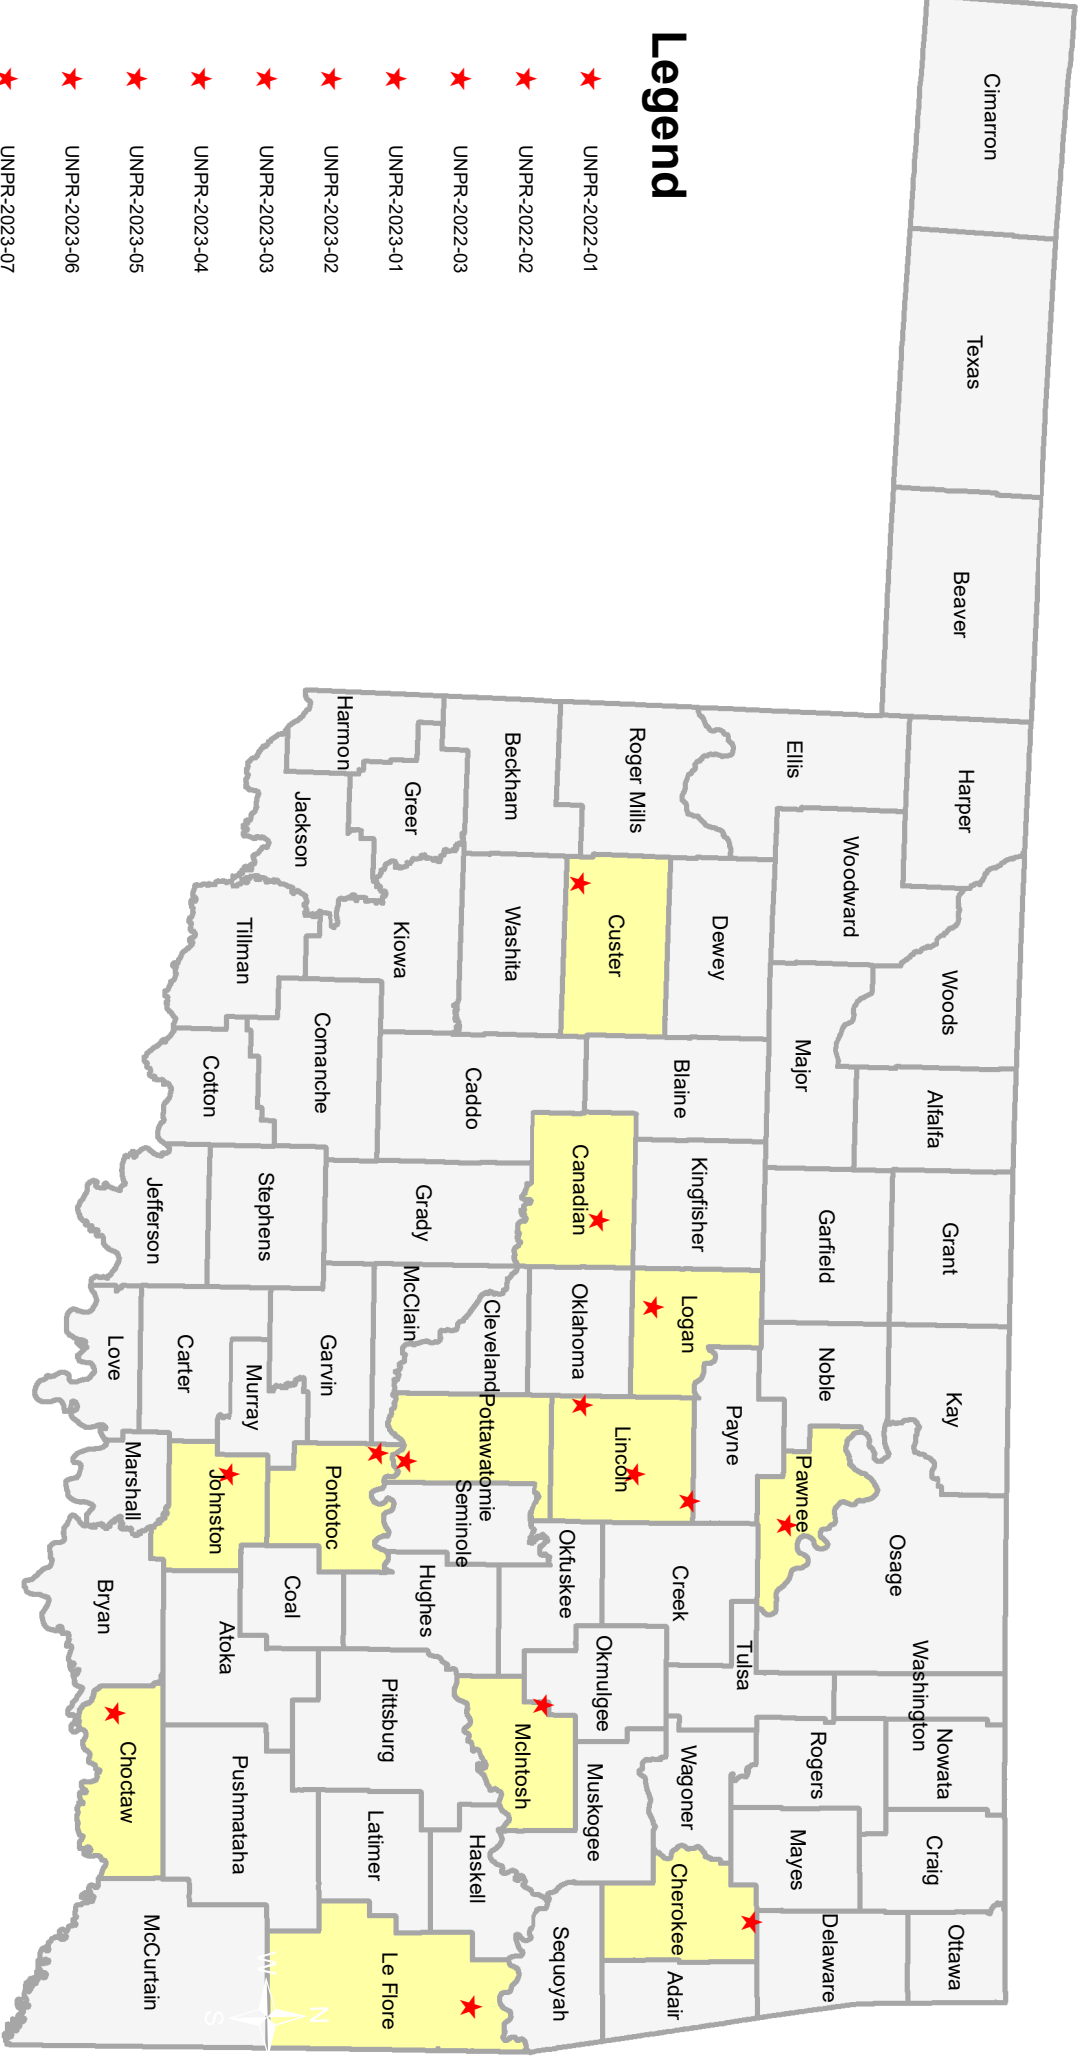 Legend
UNPR-2022-01
UNPR-2022-02
UNPR-2022-03
UNPR-2023-01
UNPR-2023-02
UNPR-2023-03
UNPR-2023-04
UNPR-2023-05
UNPR-2023-06
UNPR-2023-07
Cimarron
Texas
Beaver
Harper
Woods
Alfalfa
Grant
Kay
Osage
Washington
Nowata
Craig
Ottawa
Ellis
Woodward
Major
Garfield
Noble
Pawnee
Tulsa
Rogers
Mayes
Delaware
Roger Mills
Dewey
Blaine
Kingfisher
Logan
Payne
Creek
Wagoner
Cherokee
Adair
Custer
Canadian
Oklahoma
Lincoln
Okfuskee
Okmulgee
Muskogee
Sequoyah
Beckham
Washita
Caddo
Grady
McClain
Cleveland
Pottawatomie
Seminole
Hughes
McIntosh
Haskell
Harmon
Greer
Kiowa
Jackson
Comanche
Stephens
Garvin
Pontotoc
Coal
Pittsburg
Latimer
Le Flore
Tillman
Cotton
Jefferson
Carter
Murray
Johnston
Atoka
Pushmataha
Love
Marshall
Bryan
Choctaw
McCurtain
N
W
S